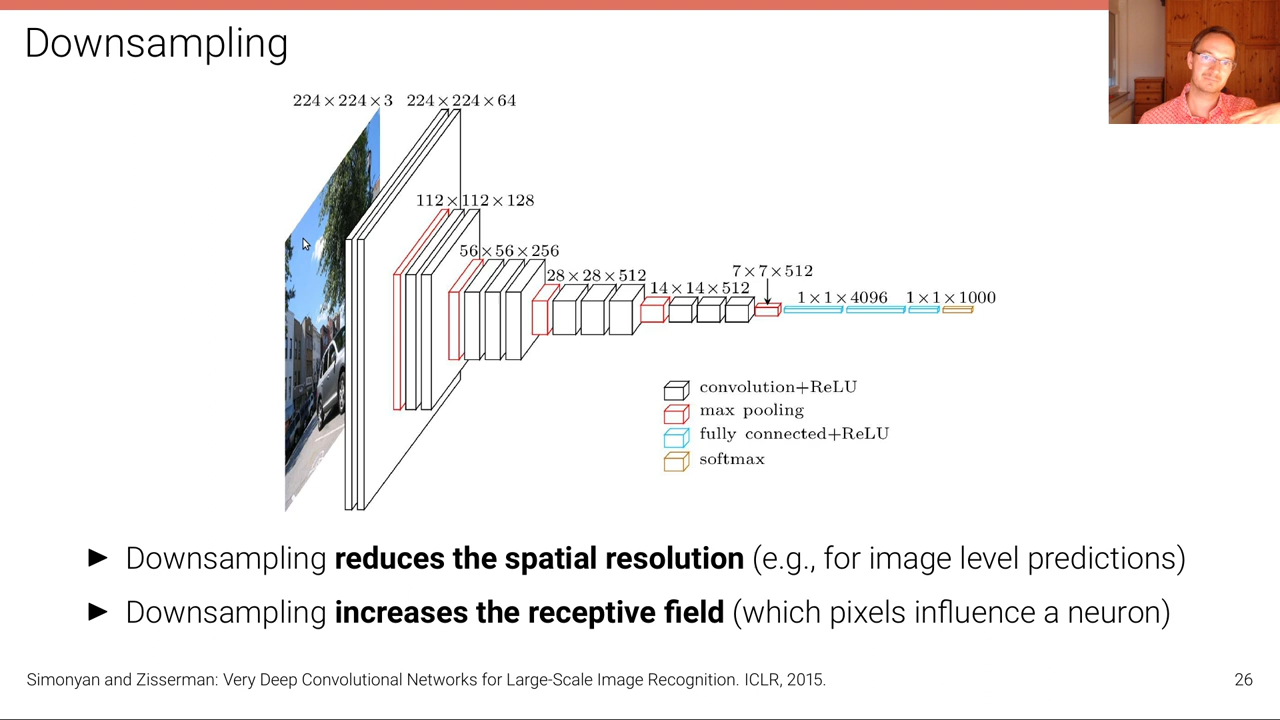 Downsampling
224×224×3 224×224×64
112×112×128
56×56×256
28×28×512
14×14×512
7×7×512
1×1×4096 1×1×1000
convolution+ReLU
max pooling
fully connected+ReLU
softmax
► Downsampling reduces the spatial resolution (e.g., for image level predictions)
► Downsampling increases the receptive field (which pixels influence a neuron)
Simonyan and Zisserman: Very Deep Convolutional Networks for Large-Scale Image Recognition. ICLR, 2015.
26